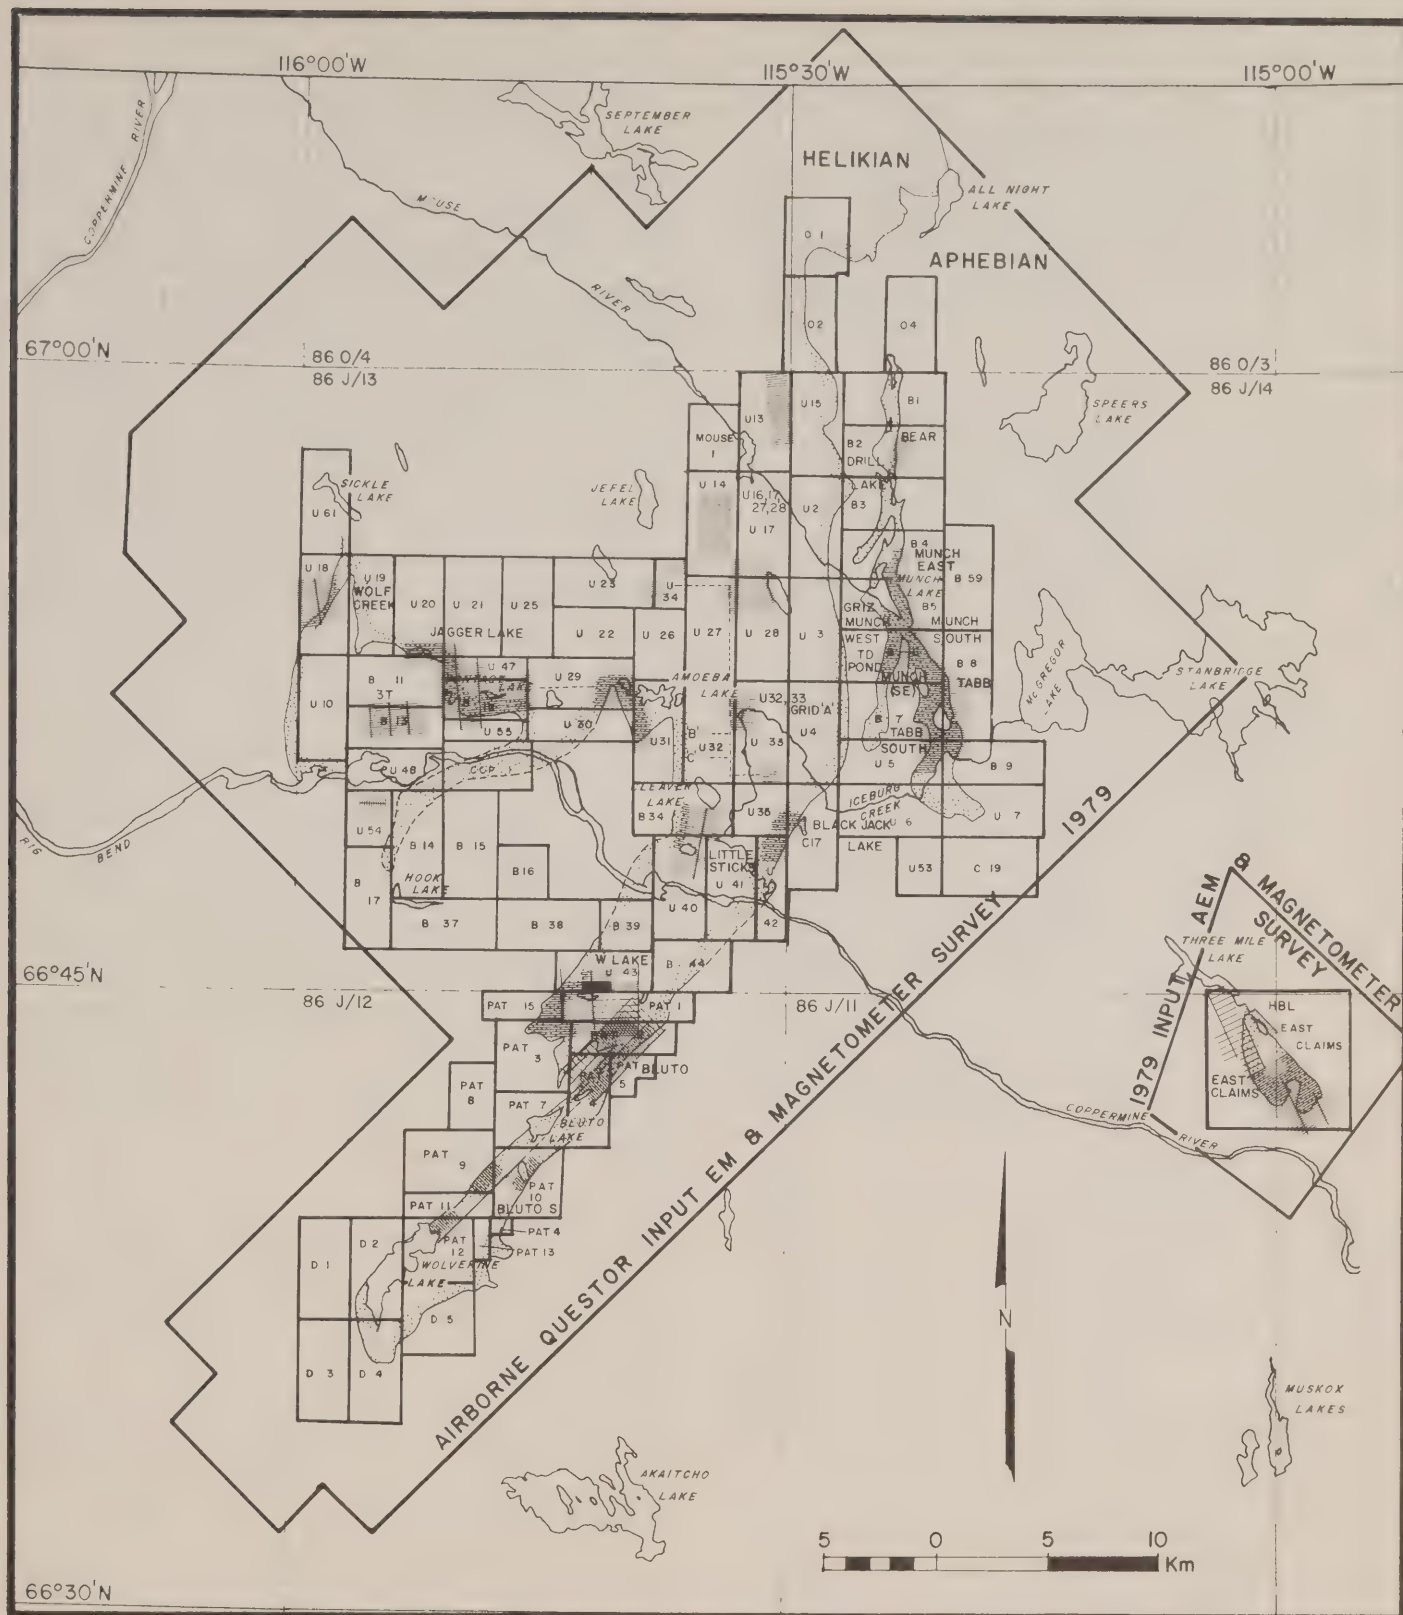 116°00'W
115°30'W
115°00'W
COPPERMINE RIVER
SEPTEMBER
LAKE
HELIKIAN
MOUSE
RIVER
ALL NIGHT
LAKE
O 1
APHEBIAN
O2
O4
67°00'N
86 O/4
86 J/13
86 O/3
86 J/14
U13
U15
B1
SPEERS
LAKE
MOUSE
1
B2
BEAR
DRILL
LAKE
SICKLE
LAKE
JEFEL
LAKE
U 14
U16,17,
27,28
U 17
U 2
B3
U 61
B 4
MUNCH
EAST
MUNCH
LAKE
B 59
B5
U 18
U 19
WOLF
CREEK
U 20
U 21
U 25
U 23
U
34
GRIZ
MUNCH
MUNCH
JAGGER LAKE
U 22
U 26
U 27
U 28
U 3
WEST
TD
POND
SOUTH
MUNCH
(SE)
B 8
TABB
MCGREGOR
LAKE
STANBRIDGE
LAKE
U 47
B 11
3T
U 29
AMOEBA
LAKE
U 10
B 13
U32,33
GRID'A'
U 30
U4
B 7
TABB
U 55
U31
U32
U 33
SOUTH
U 5
B 9
U 48
COP 1
CLEAVER
LAKE
B34
U36
ICEBURG
CREEK
BLACK JACK
U 6
U 7
U 54
C17
LAKE
BIG
BEND
B 14
B 15
B16
LITTLE
STICKS
U 41
U53
C 19
B
17
HOOK
LAKE
U 40
U
42
B 37
B 38
B 39
W LAKE
U 43
B 44
66°45'N
86 J/12
86 J/11
PAT 15
PAT 1
PAT
3
PAT
5
BLUTO
PAT
8
PAT 7
BLUTO
LAKE
PAT
9
PAT
10
BLUTO S
PAT 11
PAT 4
PAT
12
PAT 13
WOLVERINE
LAKE
D 1
D 2
D 5
D 3
D 4
AIRBORNE QUESTOR INPUT EM & MAGNETOMETER SURVEY 1979
1979 INPUT AEM
& MAGNETOMETER
SURVEY
THREE MILE
LAKE
HBL
EAST
CLAIMS
EAST
CLAIMS
COPPERMINE
RIVER
N
MUSKOX
LAKES
AKAITCHO
LAKE
5 0 5 10
Km
66°30'N